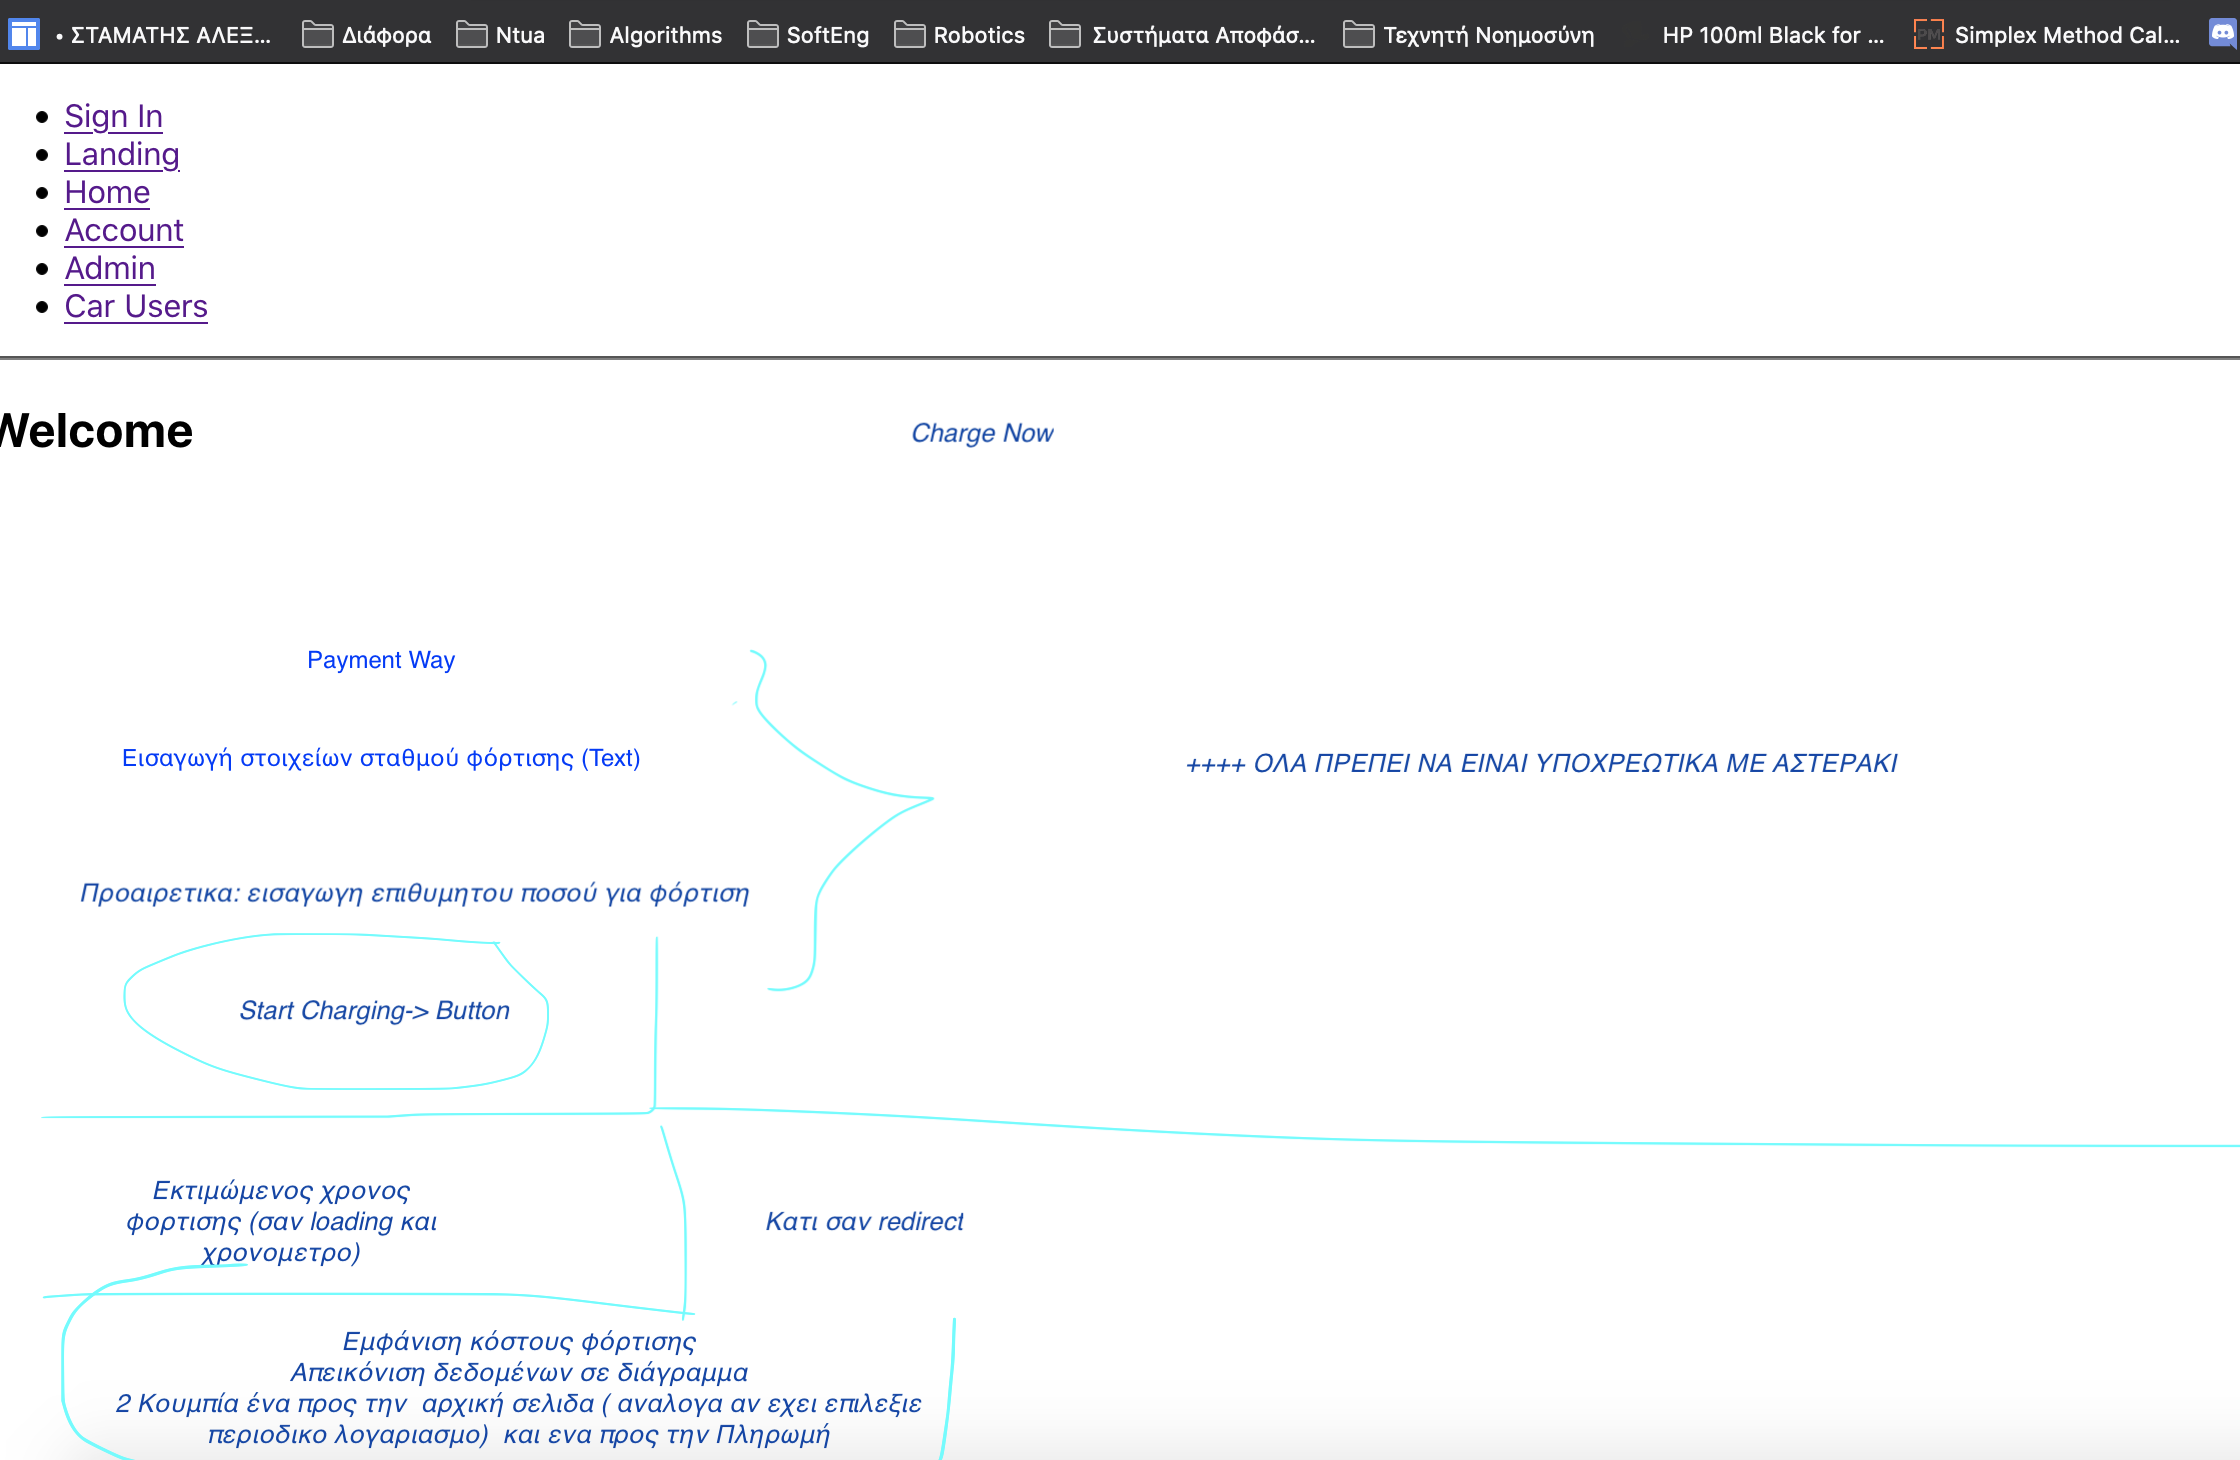 • ΣΤΑΜΑΤΗΣ ΑΛΕΞ... Διάφορα Ntua Algorithms SoftEng Robotics Συστήματα Αποφάσ... Τεχνητή Νοημοσύνη HP 100ml Black for ... PM Simplex Method Cal...
Sign In
Landing
Home
Account
Admin
Car Users
Welcome
Charge Now
Payment Way
Εισαγωγή στοιχείων σταθμού φόρτισης (Text)
++++ ΟΛΑ ΠΡΕΠΕΙ ΝΑ ΕΙΝΑΙ ΥΠΟΧΡΕΩΤΙΚΑ ΜΕ ΑΣΤΕΡΑΚΙ
Προαιρετικα: εισαγωγη επιθυμητου ποσού για φόρτιση
Start Charging-> Button
Εκτιμώμενος χρονος
φορτισης (σαν loading και
χρονομετρο)
Κατι σαν redirect
Εμφάνιση κόστους φόρτισης
Απεικόνιση δεδομένων σε διάγραμμα
2 Κουμπία ένα προς την αρχική σελιδα ( αναλογα αν εχει επιλεξιε
περιοδικο λογαριασμο) και ενα προς την Πληρωμή